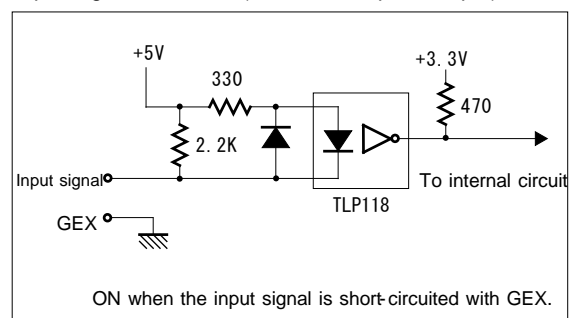 +5V
+3.3V
330
470
2.2K
Input signal
To internal circuit
TLP118
GEX
ON when the input signal is short-circuited with GEX.